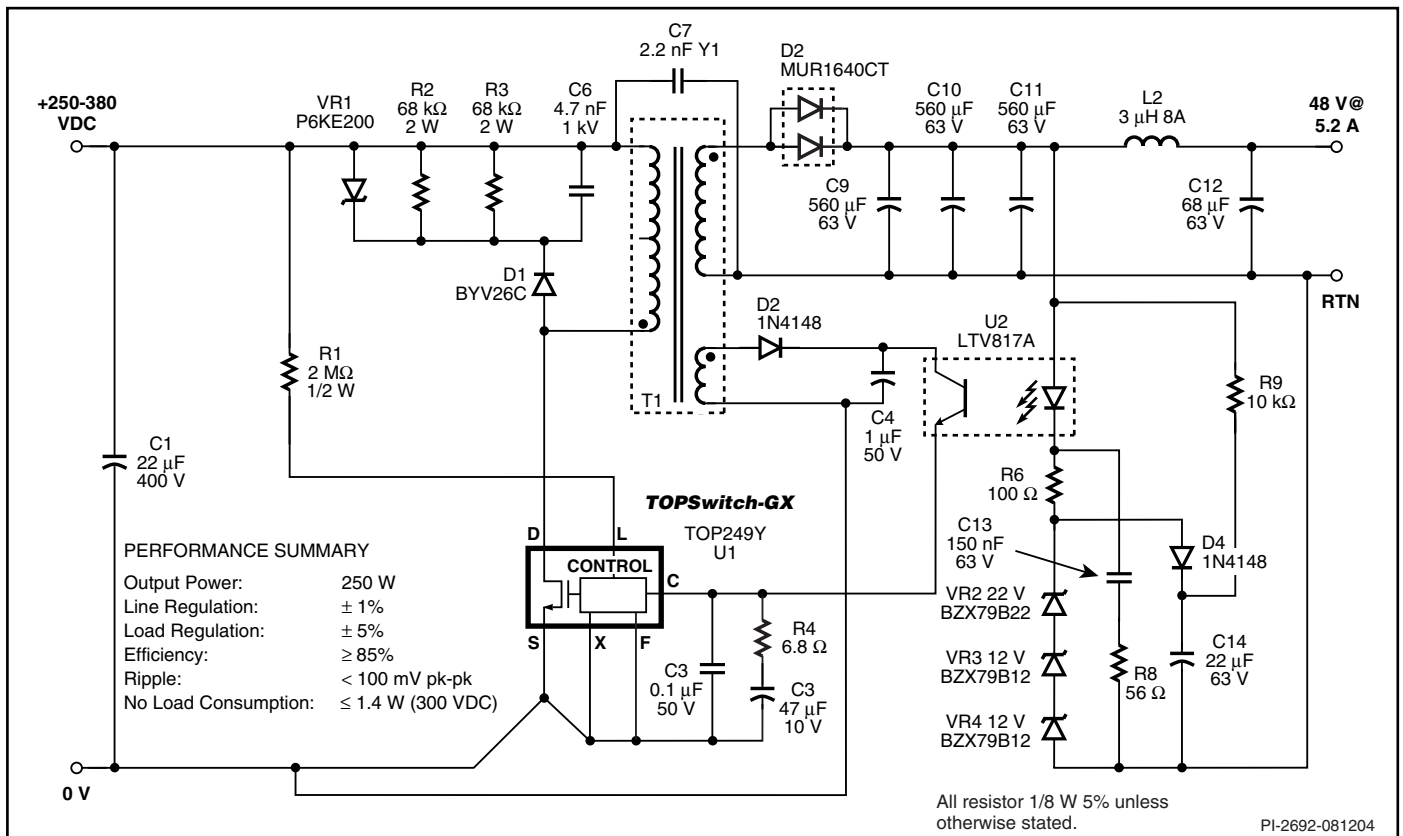 C7
2.2 nF Y1
D2
MUR1640CT
+250-380
VDC
VR1
P6KE200
R2
68 kΩ
2 W
R3
68 kΩ
2 W
C6
4.7 nF
1 kV
C10
560 µF
63 V
C11
560 µF
63 V
L2
3 µH 8A
48 V@
5.2 A
C9
560 µF
63 V
C12
68 µF
63 V
D1
BYV26C
RTN
D2
1N4148
U2
LTV817A
R1
2 MΩ
1/2 W
T1
C4
1 µF
50 V
R9
10 kΩ
C1
22 µF
400 V
R6
100 Ω
TOPSwitch-GX
TOP249Y
U1
D
L
CONTROL
C
S
X
F
C13
150 nF
63 V
D4
1N4148
PERFORMANCE SUMMARY
Output Power: 250 W
Line Regulation: ± 1%
Load Regulation: ± 5%
Efficiency: ≥ 85%
Ripple: < 100 mV pk-pk
No Load Consumption: ≤ 1.4 W (300 VDC)
VR2 22 V
BZX79B22
R4
6.8 Ω
C3
0.1 µF
50 V
C3
47 µF
10 V
VR3 12 V
BZX79B12
R8
56 Ω
C14
22 µF
63 V
VR4 12 V
BZX79B12
0 V
All resistor 1/8 W 5% unless
otherwise stated.
PI-2692-081204